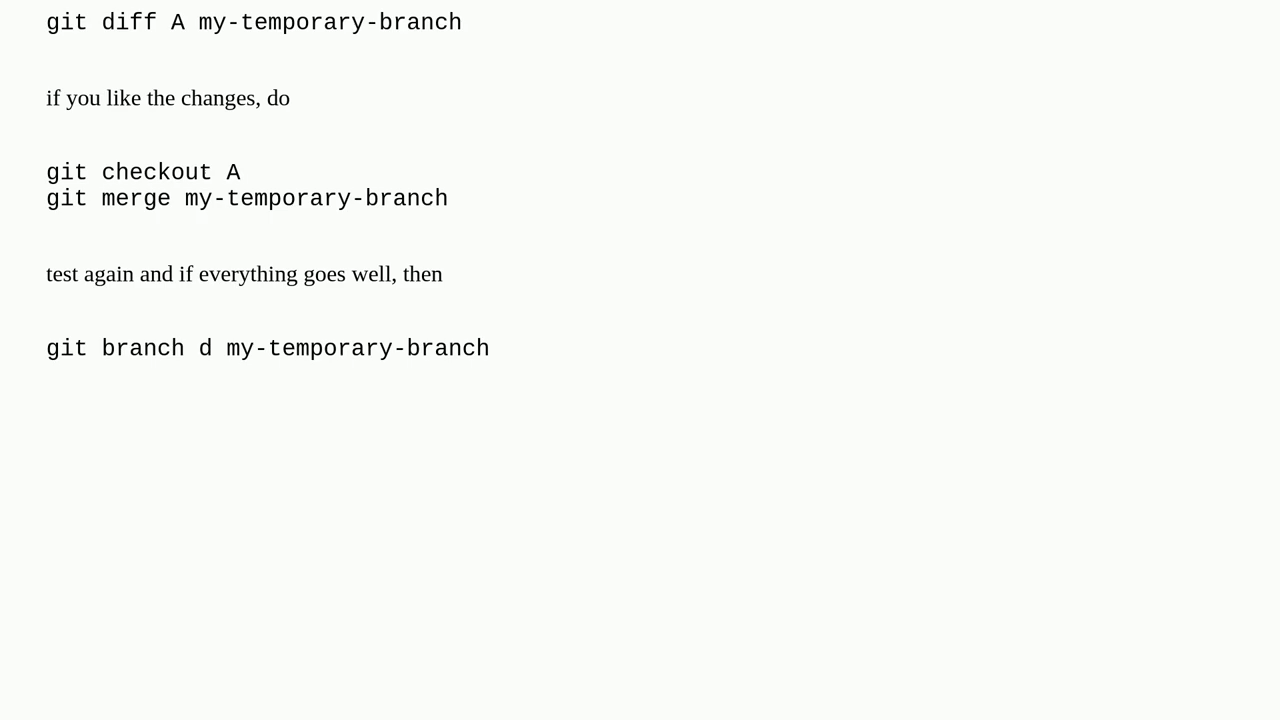 git diff A my-temporary-branch
if you like the changes, do
git checkout A
git merge my-temporary-branch
test again and if everything goes well, then
git branch d my-temporary-branch